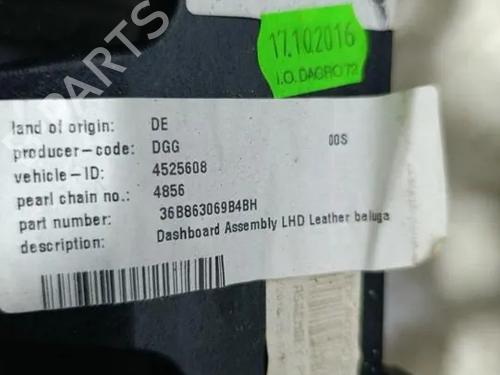 17.10.2016
I.O. DAGRO 72
PARTS
land of origin: DE
producer-code: DGG 00S
vehicle-ID: 4525608
pearl chain no.: 4856
part number: 36B863069B4BH
description: Dashboard Assembly LHD Leather beluga